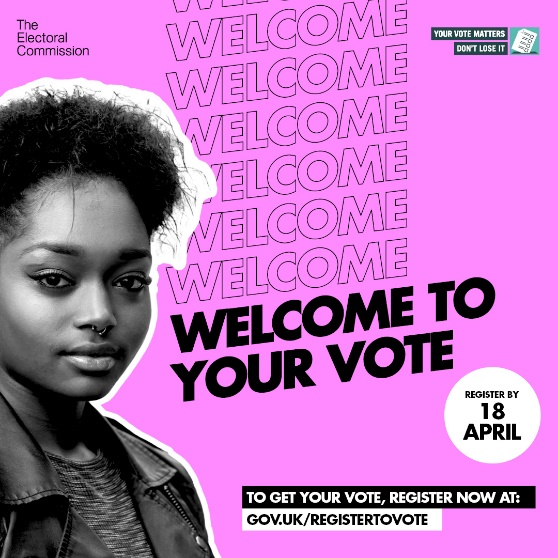 The
Electoral
Commission
YOUR VOTE MATTERS
DON'T LOSE IT
WELCOME
WELCOME
WELCOME
WELCOME
WELCOME
WELCOME
WELCOME
WELCOME TO
YOUR VOTE
REGISTER BY
18
APRIL
TO GET YOUR VOTE, REGISTER NOW AT:
GOV.UK/REGISTERTOVOTE